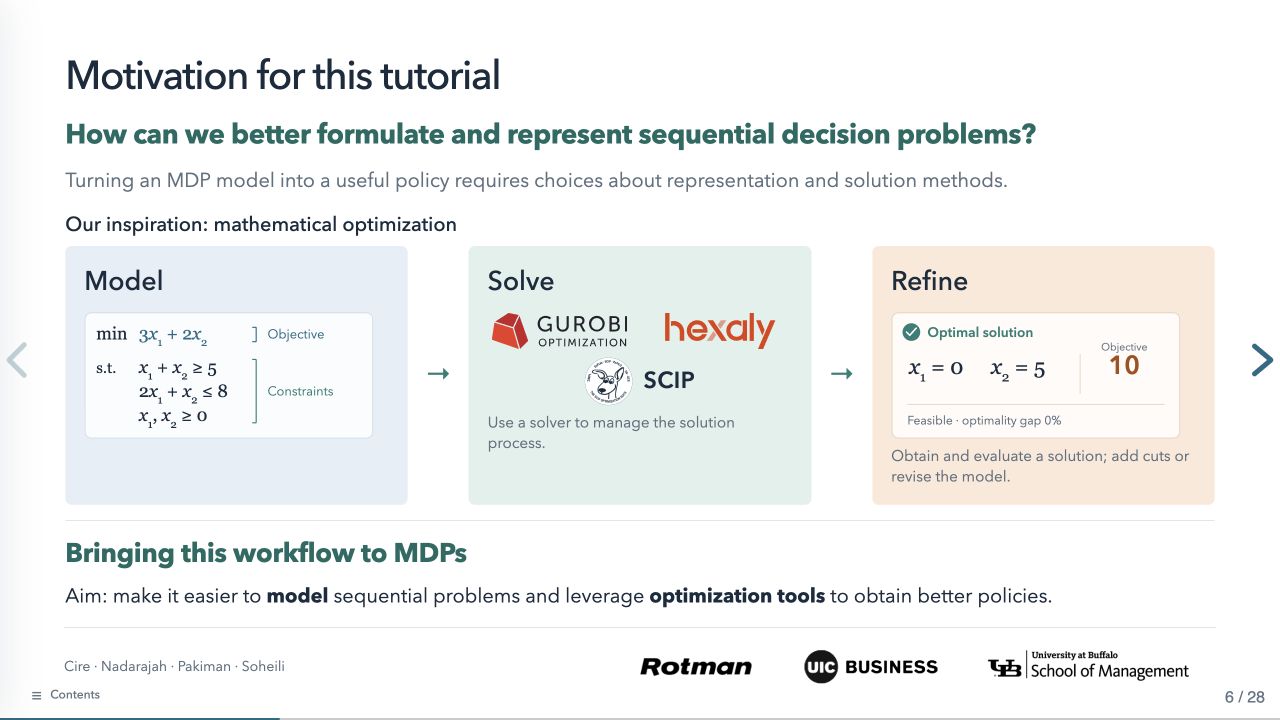 Motivation for this tutorial
How can we better formulate and represent sequential decision problems?
Turning an MDP model into a useful policy requires choices about representation and solution methods.
Our inspiration: mathematical optimization
Model
min 3x₁ + 2x₂ Objective
s.t. x₁ + x₂ ≥ 5
2x₁ + x₂ ≤ 8 Constraints
x₁, x₂ ≥ 0
→
Solve
GUROBI
OPTIMIZATION
hexaly
SCIP
Use a solver to manage the solution
process.
→
Refine
Optimal solution
x₁ = 0 x₂ = 5
Objective
10
Feasible · optimality gap 0%
Obtain and evaluate a solution; add cuts or
revise the model.
Bringing this workflow to MDPs
Aim: make it easier to model sequential problems and leverage optimization tools to obtain better policies.
Cire · Nadarajah · Pakiman · Soheili
Rotman
UIC BUSINESS
UB
University at Buffalo
School of Management
≡ Contents
6 / 28